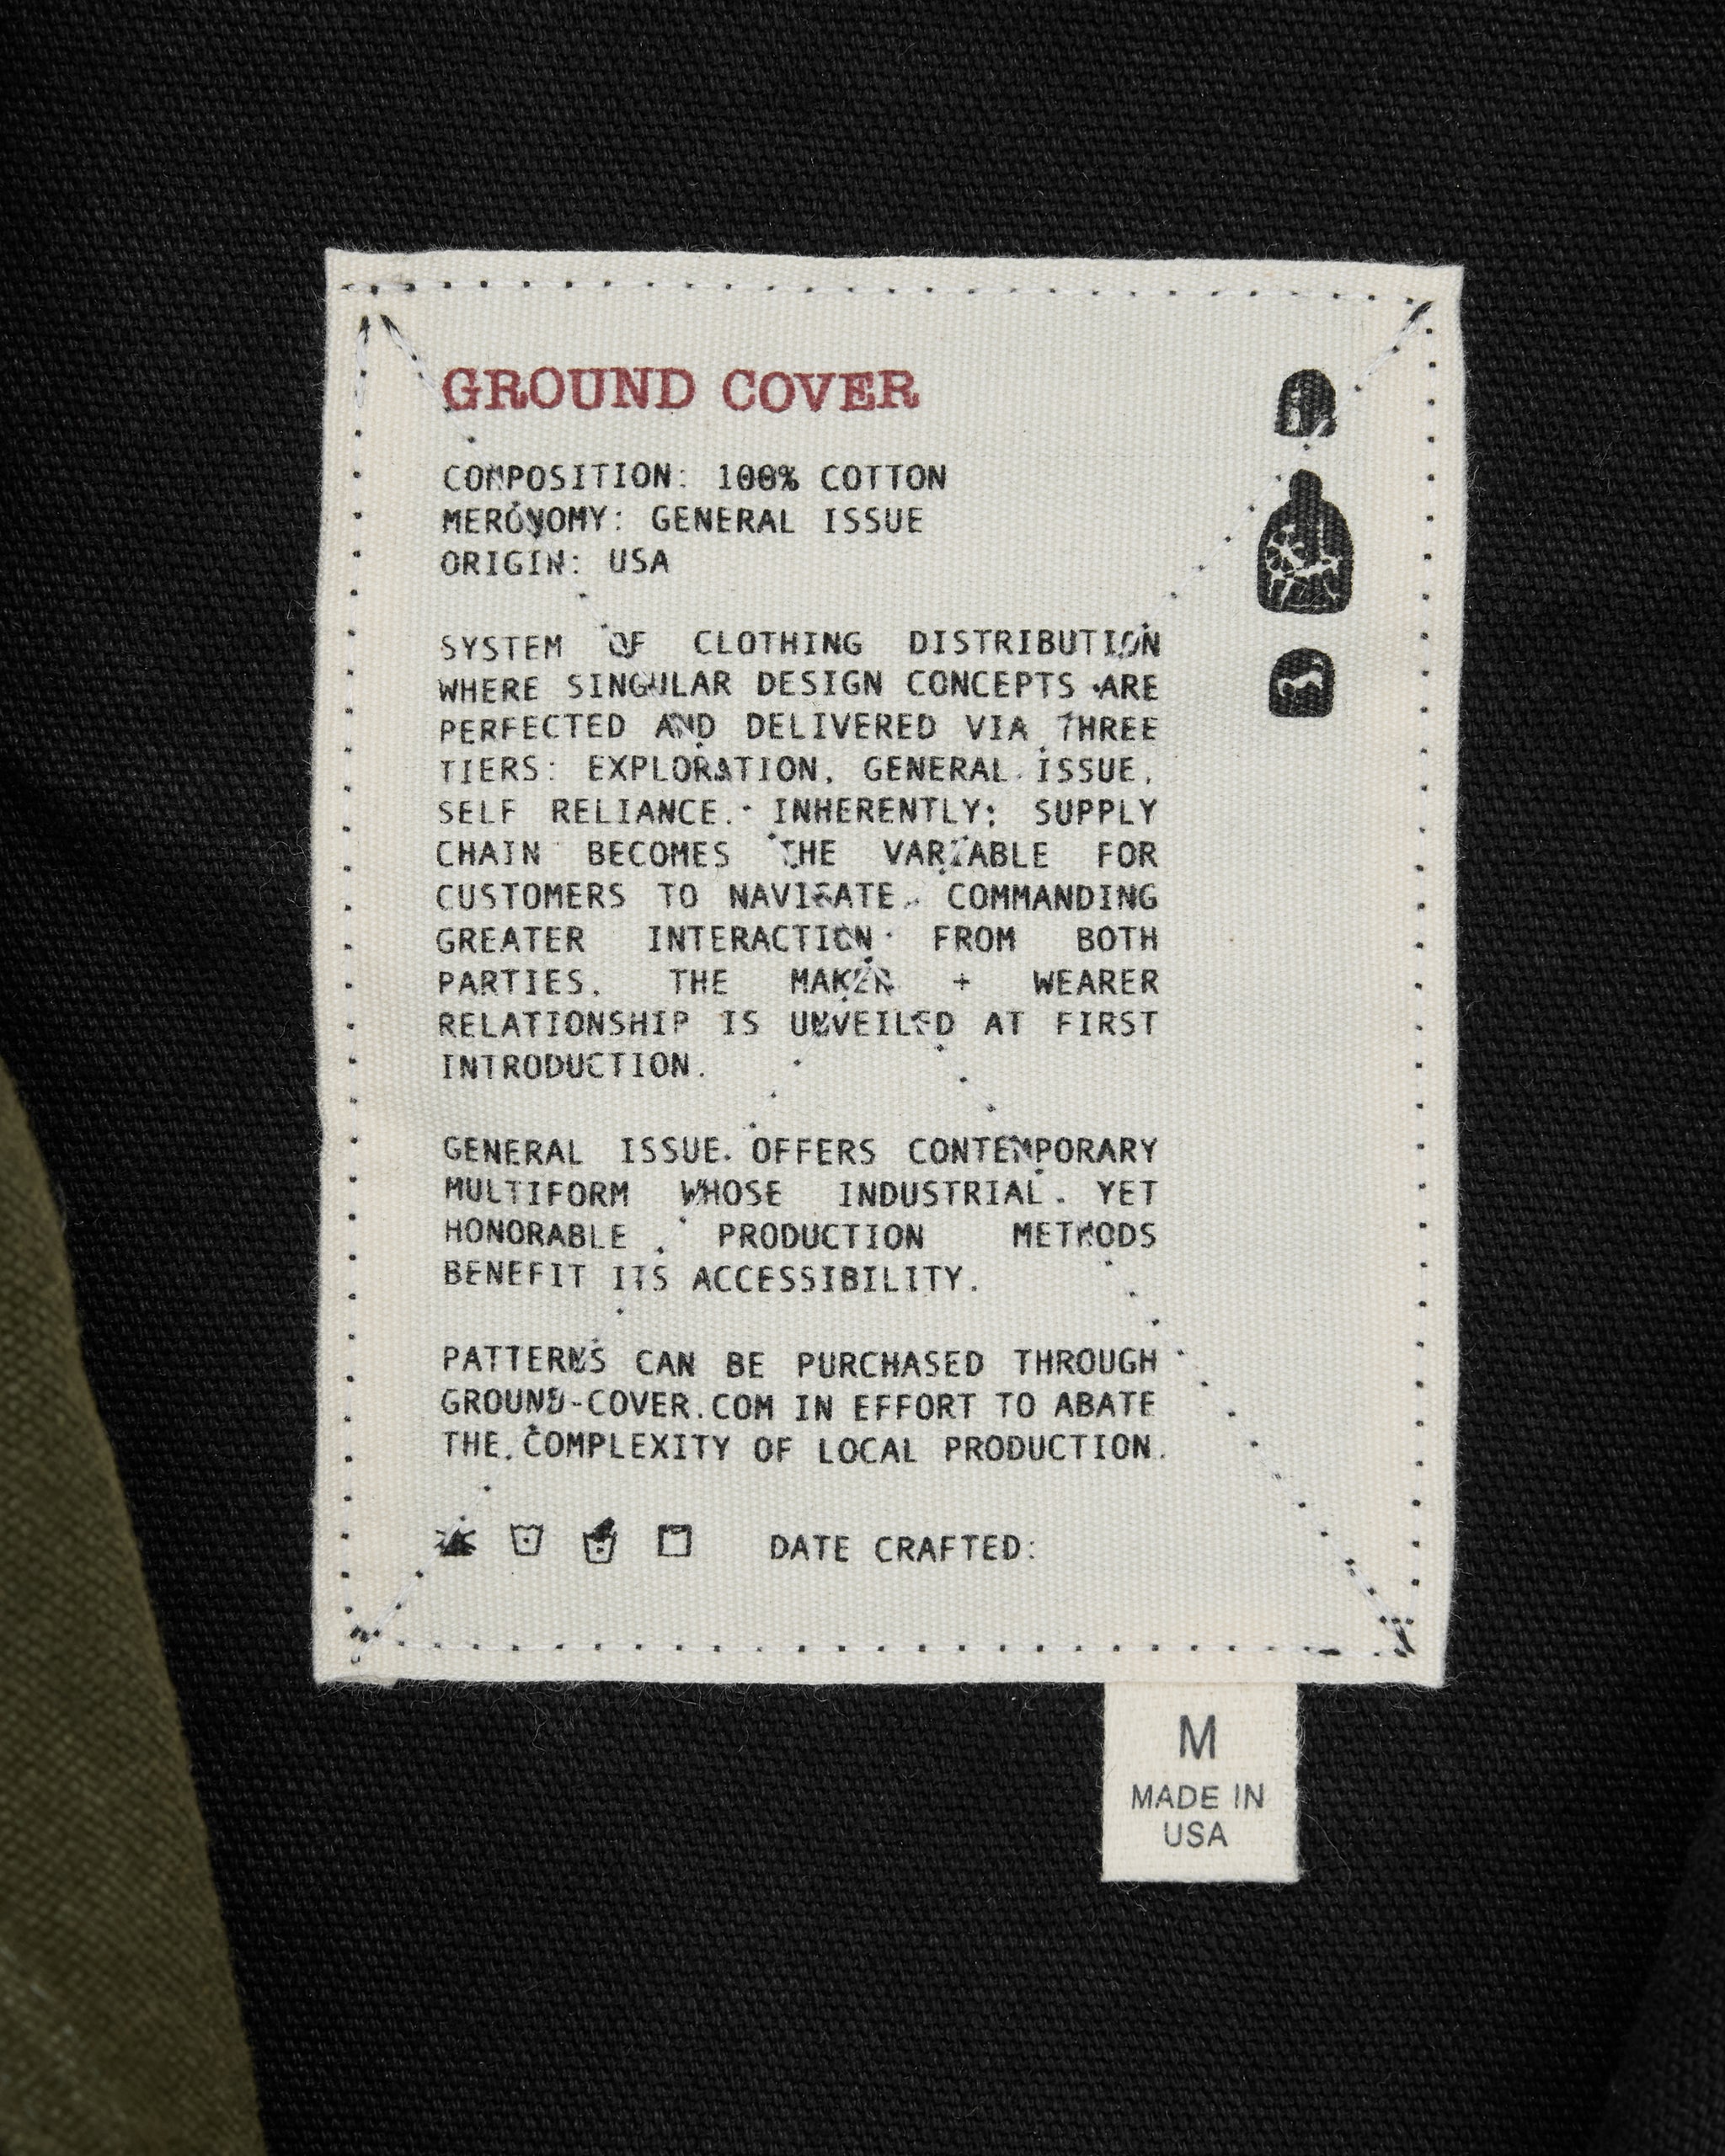 GROUND COVER
COMPOSITION: 100% COTTON
MERONOMY: GENERAL ISSUE
ORIGIN: USA
SYSTEM OF CLOTHING DISTRIBUTION
WHERE SINGULAR DESIGN CONCEPTS ARE
PERFECTED AND DELIVERED VIA THREE
TIERS: EXPLORATION, GENERAL ISSUE,
SELF RELIANCE. INHERENTLY; SUPPLY
CHAIN BECOMES THE VARIABLE FOR
CUSTOMERS TO NAVIGATE, COMMANDING
GREATER INTERACTION FROM BOTH
PARTIES. THE MAKER + WEARER
RELATIONSHIP IS UNVEILED AT FIRST
INTRODUCTION.
GENERAL ISSUE OFFERS CONTEMPORARY
MULTIFORM WHOSE INDUSTRIAL, YET
HONORABLE, PRODUCTION METHODS
BENEFIT ITS ACCESSIBILITY.
PATTERNS CAN BE PURCHASED THROUGH
GROUND-COVER.COM IN EFFORT TO ABATE
THE COMPLEXITY OF LOCAL PRODUCTION.
DATE CRAFTED:
M
MADE IN
USA